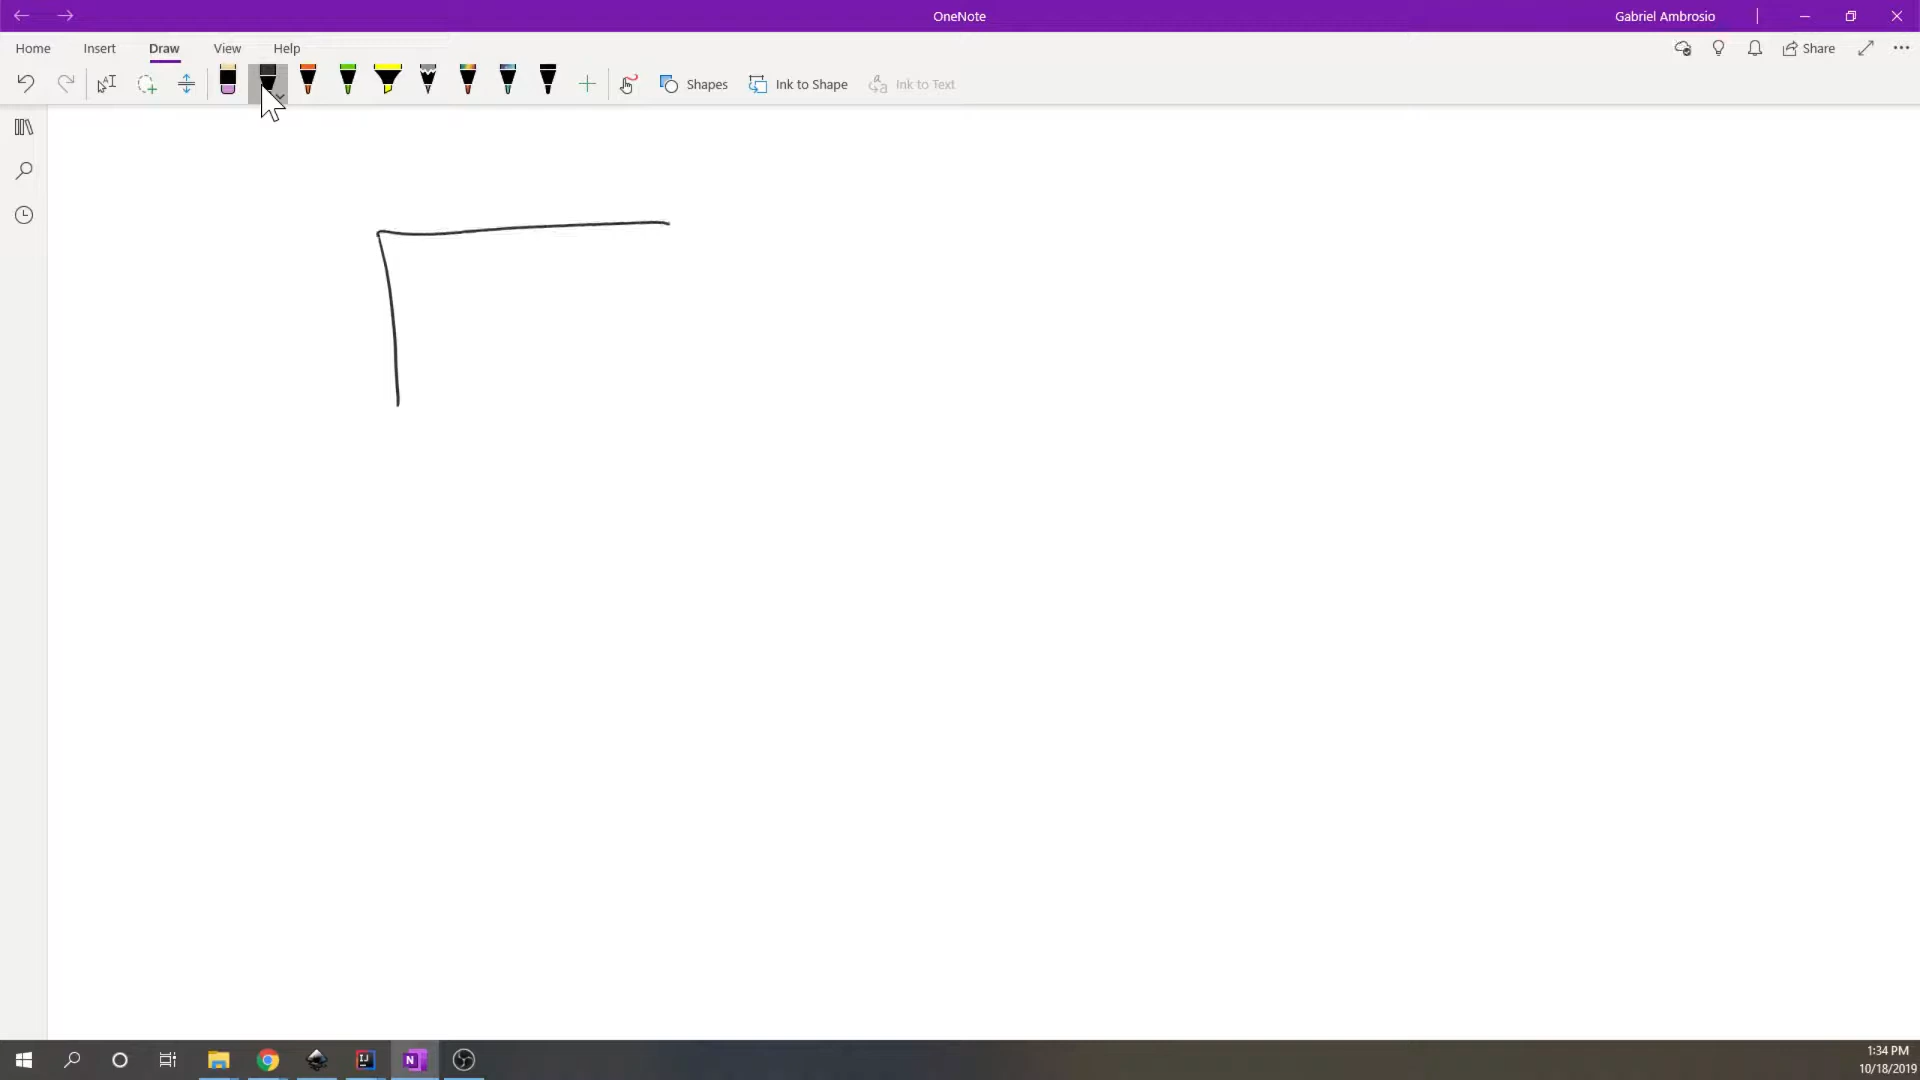 OneNote
Gabriel Ambrosio
Home Insert Draw View Help
Share
Shapes Ink to Shape Ink to Text
1:34 PM
10/18/2019